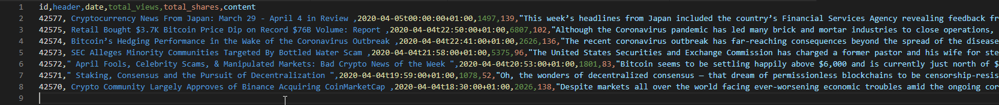 1 id,header,date,total_views,total_shares,content
2 42577, Cryptocurrency News From Japan: March 29 - April 4 in Review ,2020-04-05t00:00:00+01:00,1497,139,"This week’s headlines from Japan included the country’s Financial Services Agency revealing feedback fr
3 42575, Retail Bought $3.7K Bitcoin Price Dip on Record $76B Volume: Report ,2020-04-04t22:50:00+01:00,6807,102,"Although the Coronavirus pandemic has led many brick and mortar industries to close operations,
4 42574, Bitcoin’s Hedging Performance in the Wake of the Coronavirus Outbreak ,2020-04-04t22:41:00+01:00,2626,136,"The recent coronavirus outbreak has far-reaching consequences beyond the spread of the disease
5 42573, SEC Alleges Minority Communities Targeted By Bottled Water Scam ,2020-04-04t21:58:00+01:00,5375,96,"The United States Securities and Exchange Commission has charged a former pastor and his wife for ste
6 42572," April Fools, Celebrity Scams, & Manipulated Markets: Bad Crypto News of the Week ",2020-04-04t20:53:00+01:00,1801,83,"Bitcoin seems to be settling happily above $6,000 and is currently just north of $
7 42571," Staking, Consensus and the Pursuit of Decentralization ",2020-04-04t19:59:00+01:00,1078,52,"Oh, the wonders of decentralized consensus — that dream of permissionless blockchains to be censorship-resis
8 42570, Crypto Community Largely Approves of Binance Acquiring CoinMarketCap ,2020-04-04t18:30:00+01:00,2026,138,"Despite markets all over the world facing ever-worsening economic troubles amid the ongoing cor
9